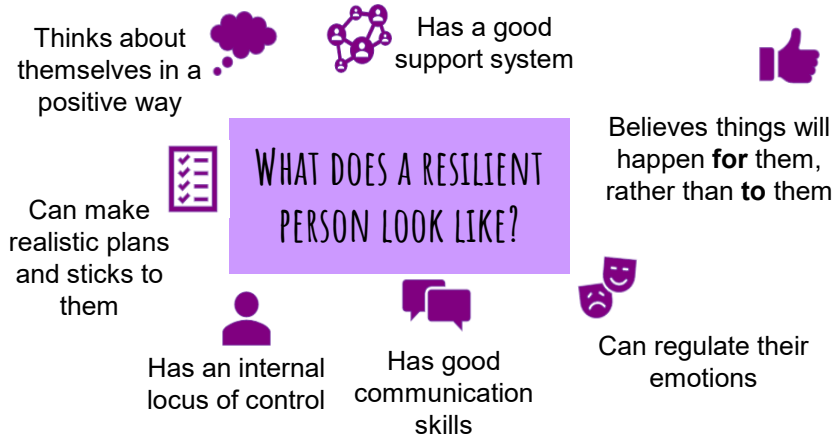 Thinks about
themselves in a
positive way
Has a good
support system
Believes things will
happen for them,
rather than to them
WHAT DOES A RESILIENT
PERSON LOOK LIKE?
Can make
realistic plans
and sticks to
them
Has an internal
locus of control
Has good
communication
skills
Can regulate their
emotions